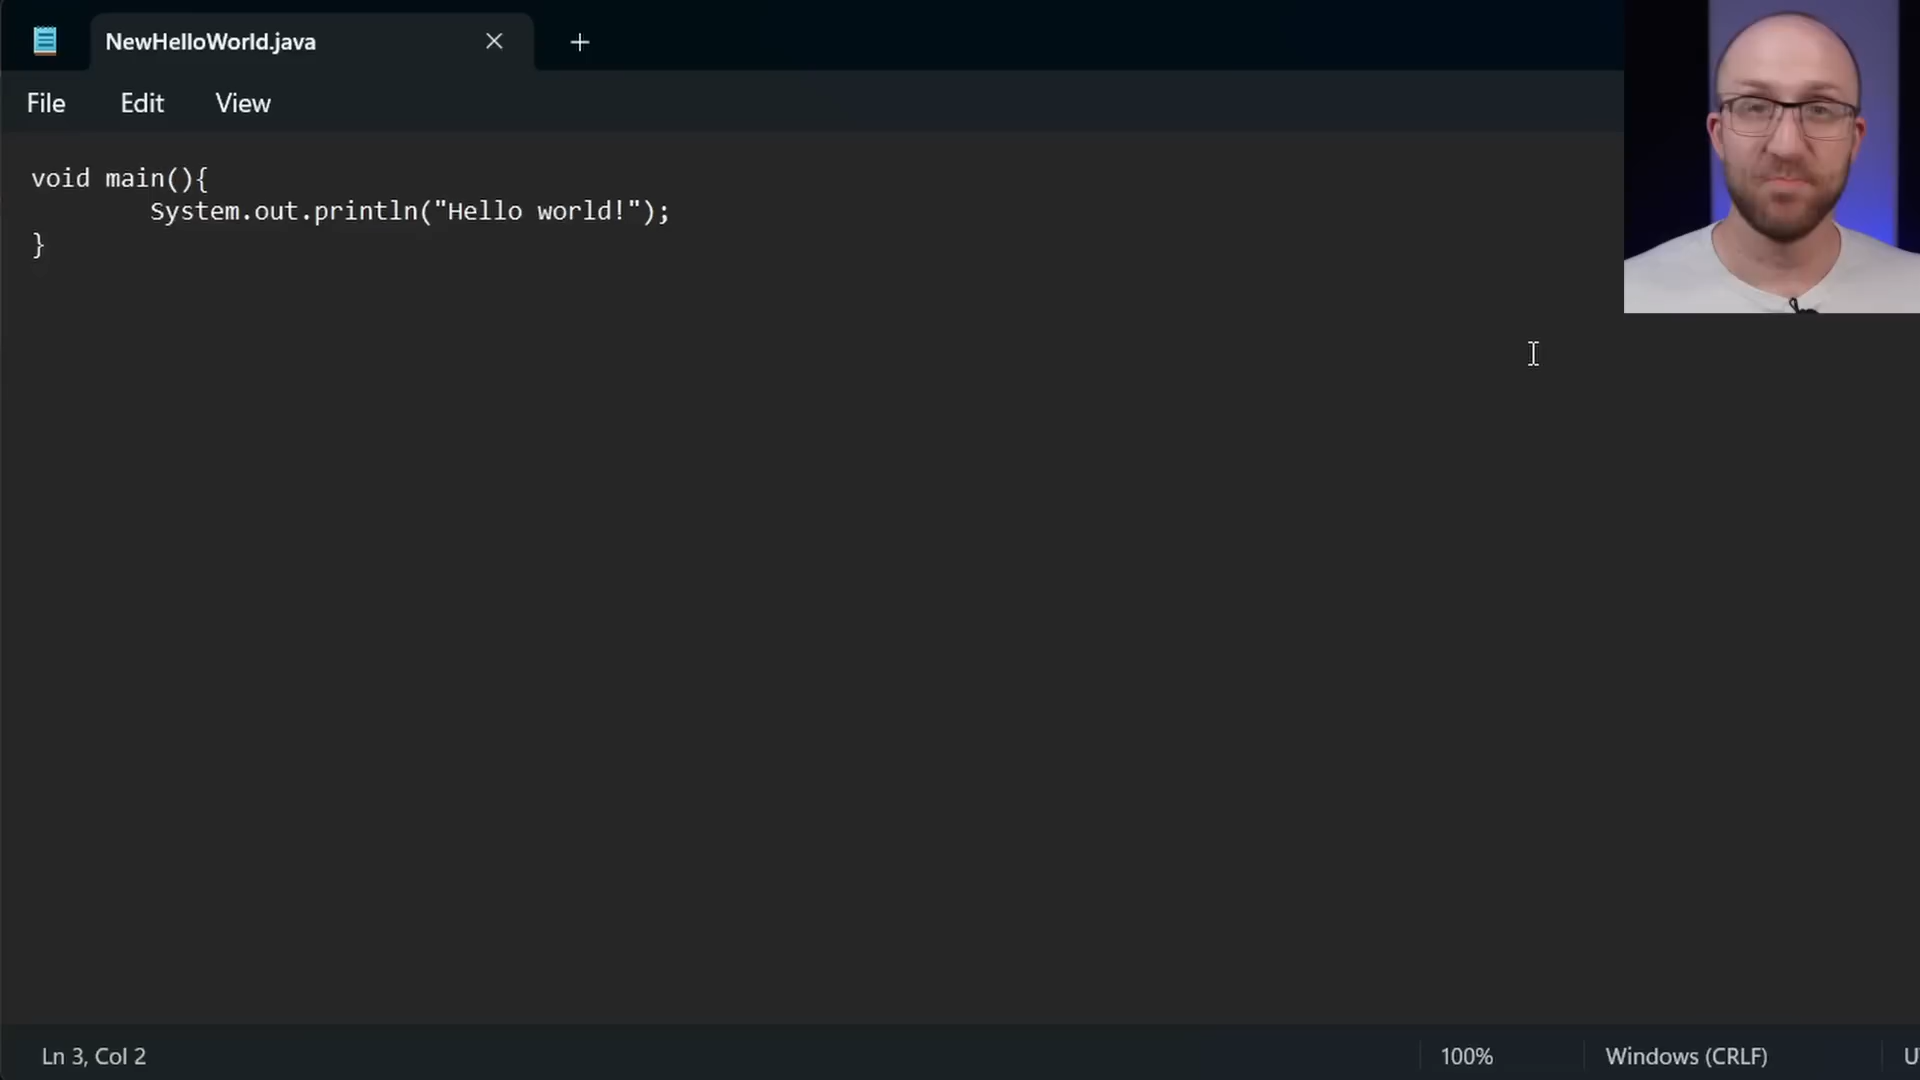 NewHelloWorld.java
File Edit View
void main(){
        System.out.println("Hello world!");
}
Ln 3, Col 2 100% Windows (CRLF)